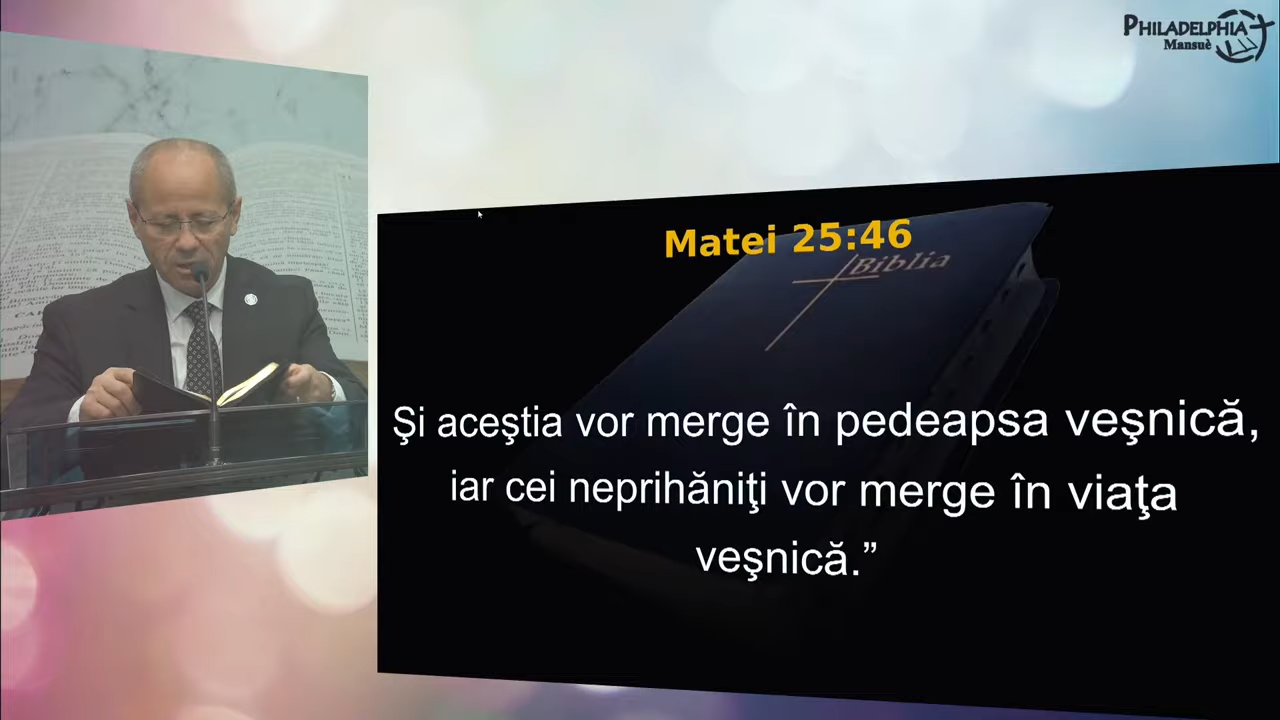 PHILADELPHIA
Mansuè
Matei 25:46
Biblia
Şi aceştia vor merge în pedeapsa veşnică,
iar cei neprihăniţi vor merge în viaţa
veşnică.”